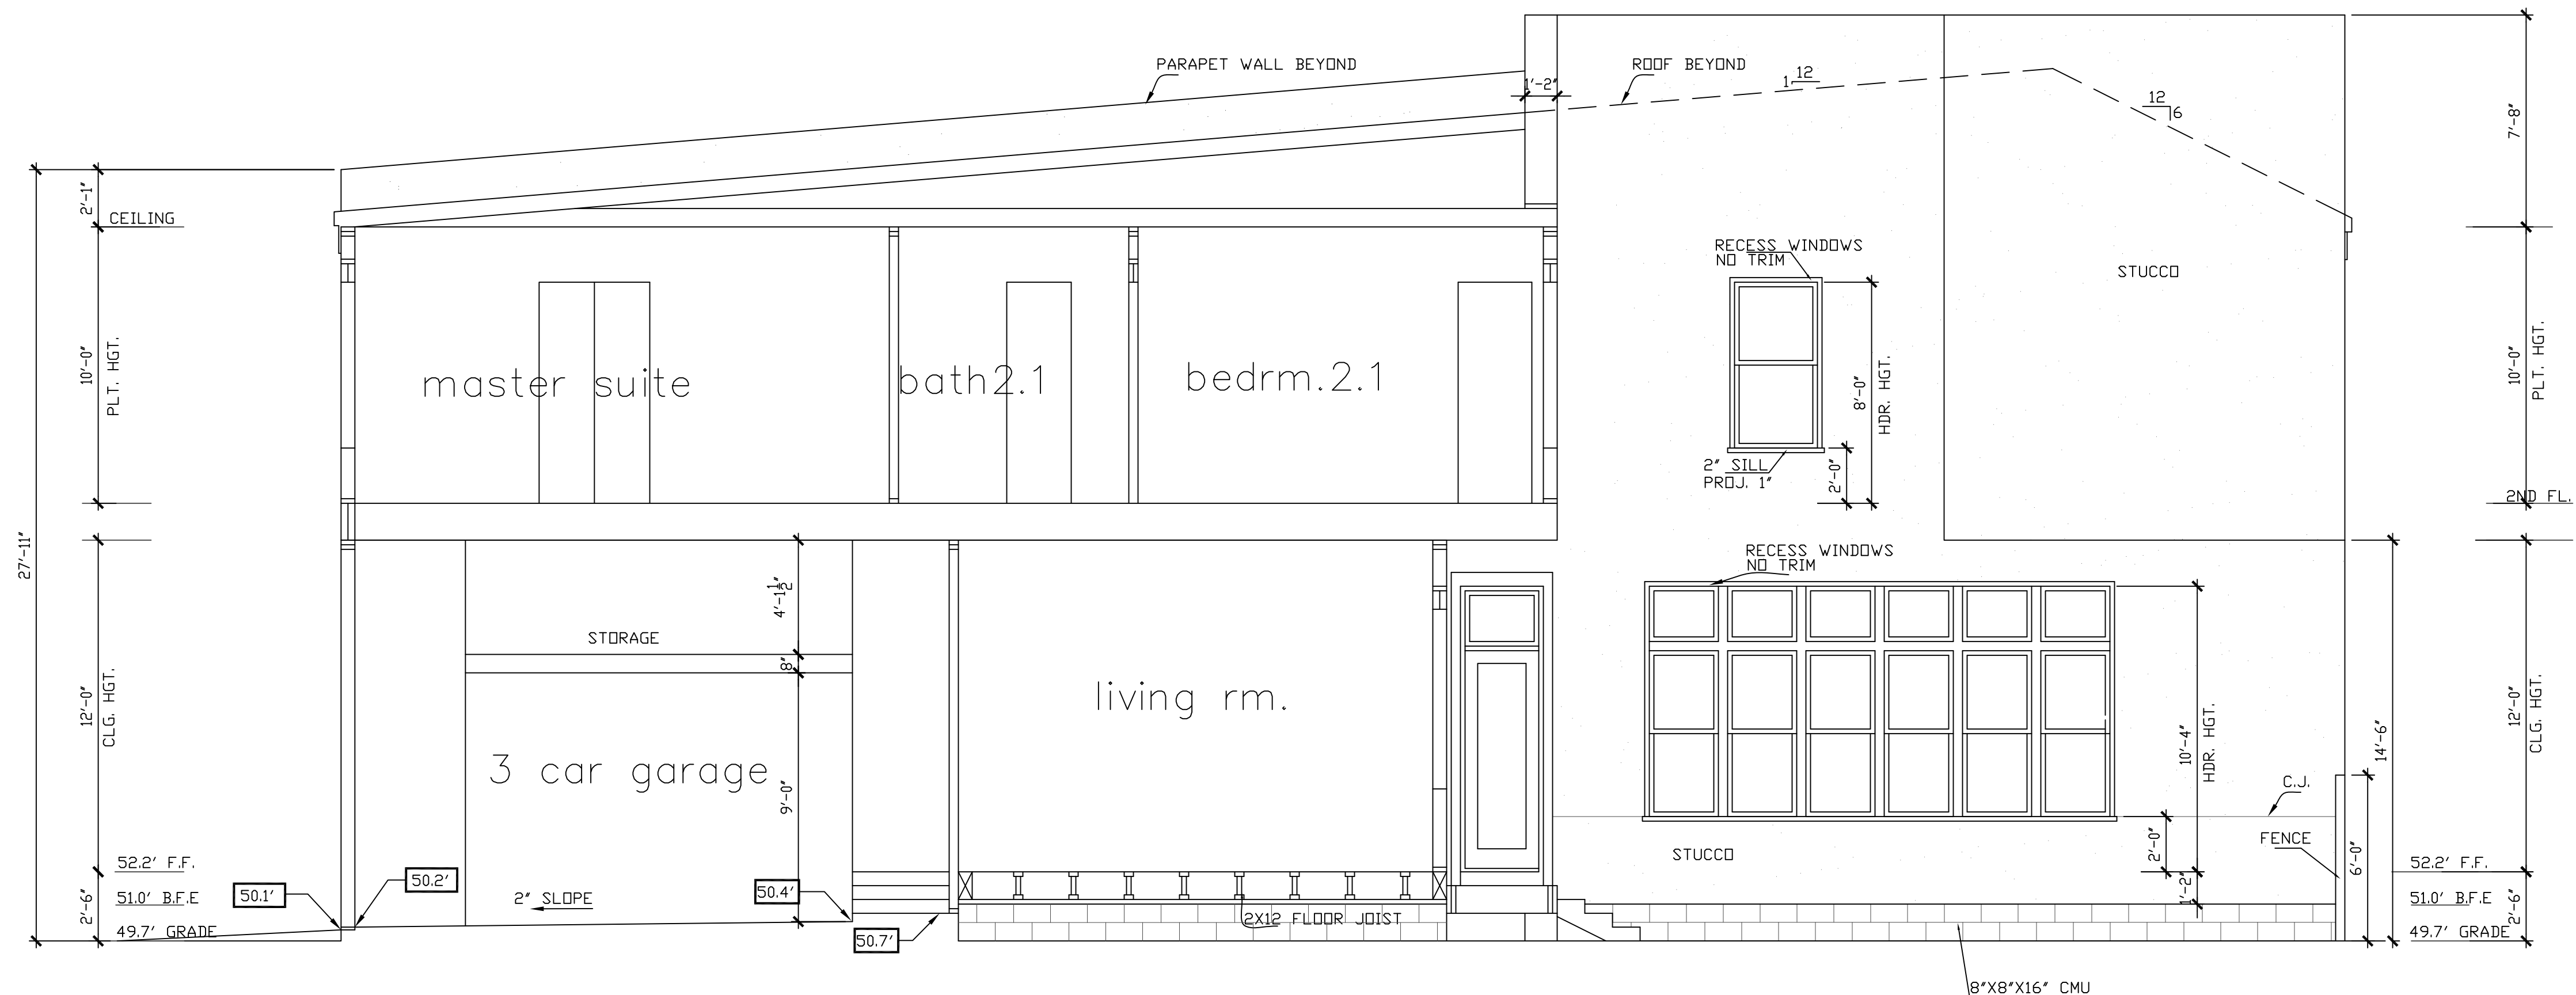 PARAPET WALL BEYOND
1'-2"
ROOF BEYOND
12
1
12
6
7'-8"
2'-1"
CEILING
RECESS WINDOWS
NO TRIM
STUCCO
10'-0"
PLT. HGT.
master suite
bath2.1
bedrm.2.1
8'-0"
HDR. HGT.
10'-0"
PLT. HGT.
2" SILL
PROJ. 1"
2'-0"
2ND FL.
27'-11"
RECESS WINDOWS
NO TRIM
4'-1 1/2"
STORAGE
8"
12'-0"
CLG. HGT.
living rm.
3 car garage
9'-0"
10'-4"
HDR. HGT.
14'-6"
12'-0"
CLG. HGT.
C.J.
FENCE
6'-0"
STUCCO
2'-0"
52.2' F.F.
51.0' B.F.E
49.7' GRADE
2'-6"
50.1'
50.2'
2" SLOPE
50.4'
50.7'
2X12 FLOOR JOIST
1'-2"
52.2' F.F.
51.0' B.F.E
49.7' GRADE
2'-6"
8"X8"X16" CMU